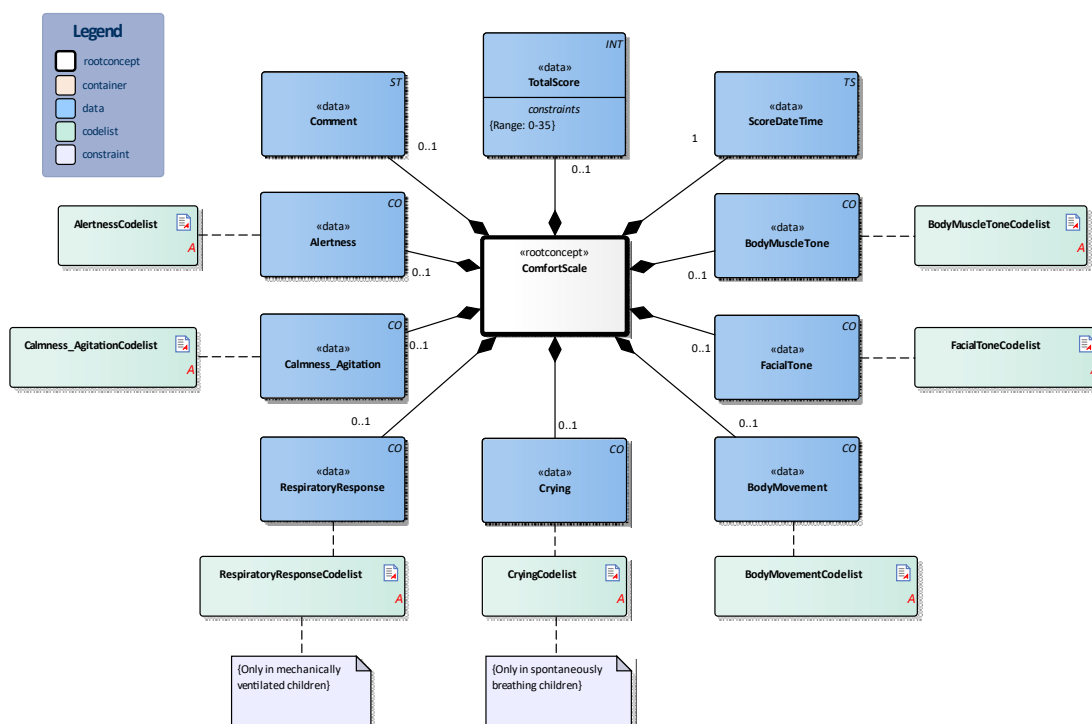 Legend
rootconcept
container
data
codelist
constraint
INT
«data»
TotalScore
constraints
{Range: 0-35}
0..1
ST
«data»
Comment
0..1
TS
«data»
ScoreDateTime
1
AlertnessCodelist
A
CO
«data»
Alertness
0..1
«rootconcept»
ComfortScale
CO
«data»
BodyMuscleTone
0..1
BodyMuscleToneCodelist
A
Calmness_AgitationCodelist
A
CO
«data»
Calmness_Agitation
0..1
CO
«data»
FacialTone
0..1
FacialToneCodelist
A
0..1
CO
«data»
RespiratoryResponse
0..1
CO
«data»
Crying
0..1
CO
«data»
BodyMovement
RespiratoryResponseCodelist
A
CryingCodelist
A
BodyMovementCodelist
A
{Only in mechanically
ventilated children}
{Only in spontaneously
breathing children}